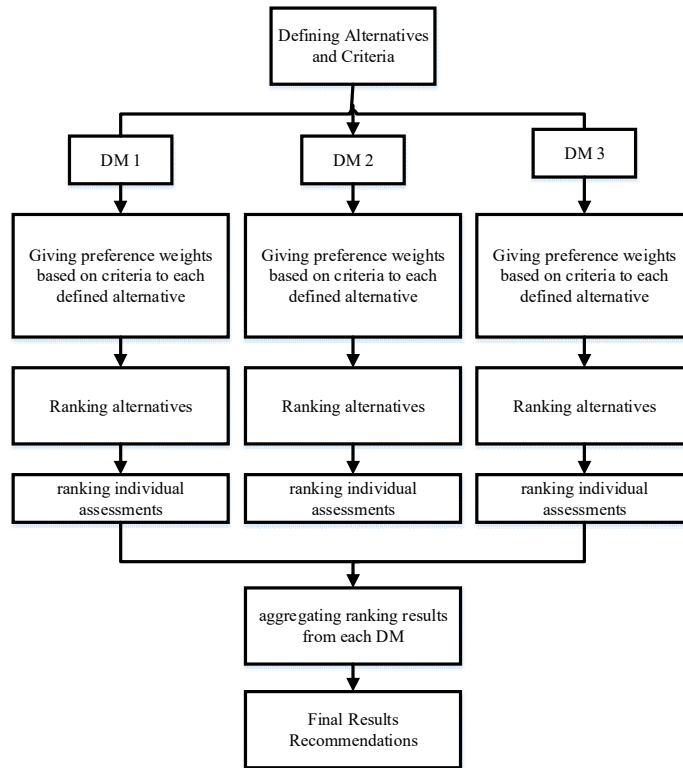 Defining Alternatives
and Criteria
DM 1
DM 2
DM 3
Giving preference weights
based on criteria to each
defined alternative
Giving preference weights
based on criteria to each
defined alternative
Giving preference weights
based on criteria to each
defined alternative
Ranking alternatives
Ranking alternatives
Ranking alternatives
ranking individual
assessments
ranking individual
assessments
ranking individual
assessments
aggregating ranking results
from each DM
Final Results
Recommendations